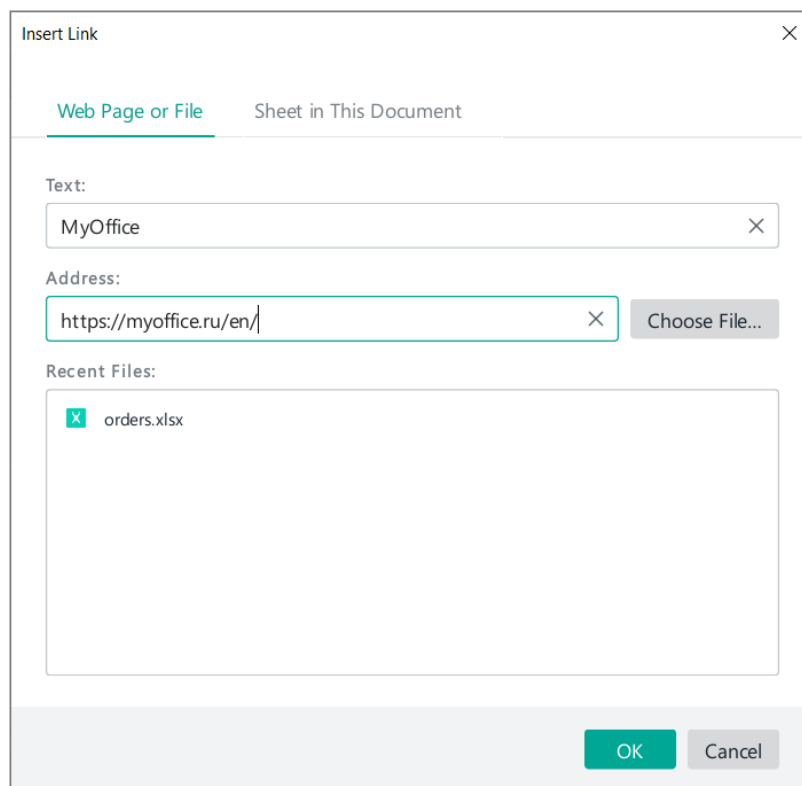 Insert Link
Web Page or File Sheet in This Document
Text:
MyOffice
Address:
https://myoffice.ru/en/ Choose File...
Recent Files:
X orders.xlsx
OK Cancel